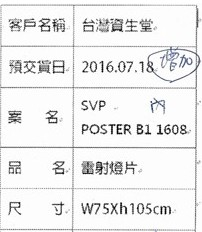 客戶名稱 台灣資生堂
預交貨日 2016.07.18 增加
案名 SVP 內
POSTER B1 1608
品名 雷射燈片
尺寸 W75Xh105cm